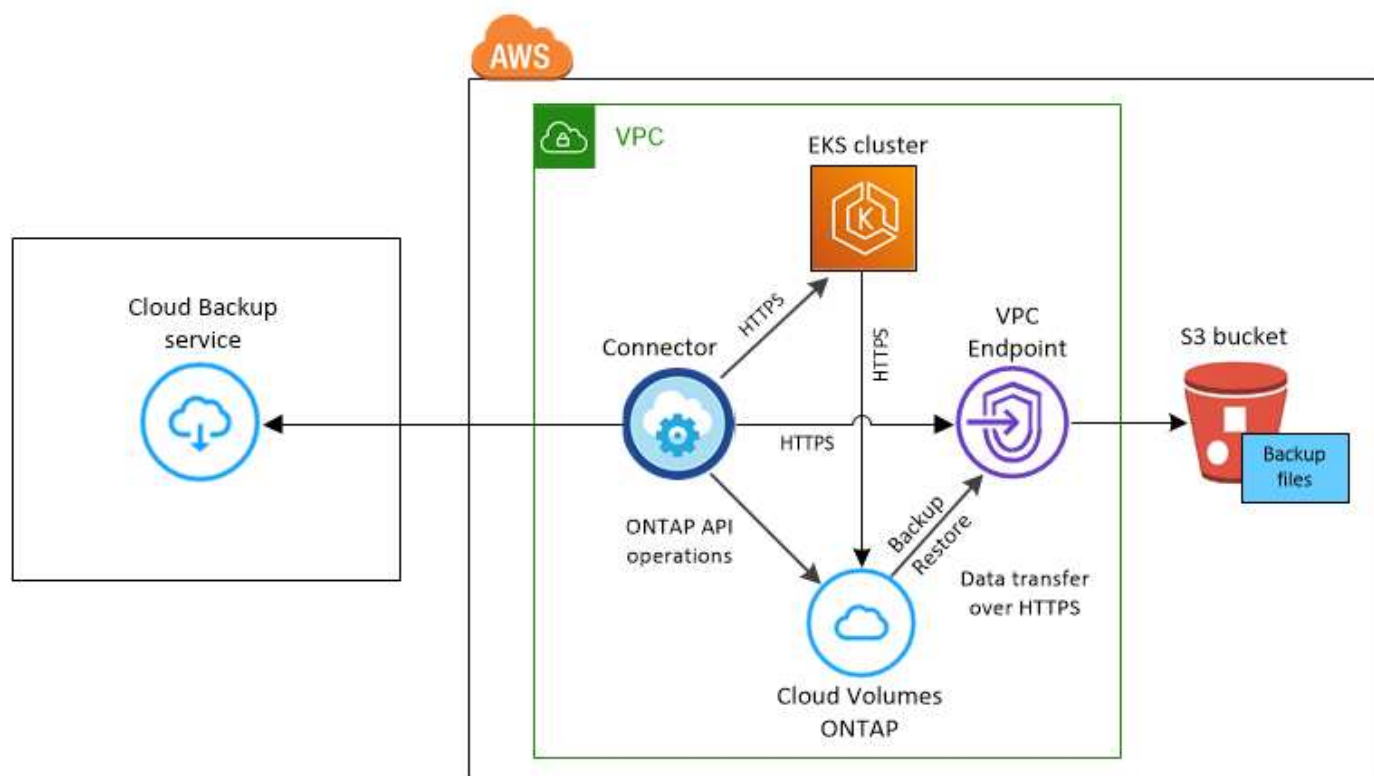 AWS
VPC
EKS cluster
Cloud Backup
service
HTTPS
VPC
Endpoint
S3 bucket
Connector
HTTPS
HTTPS
Backup
files
ONTAP API
operations
Backup
Restore
Data transfer
over HTTPS
Cloud Volumes
ONTAP
K